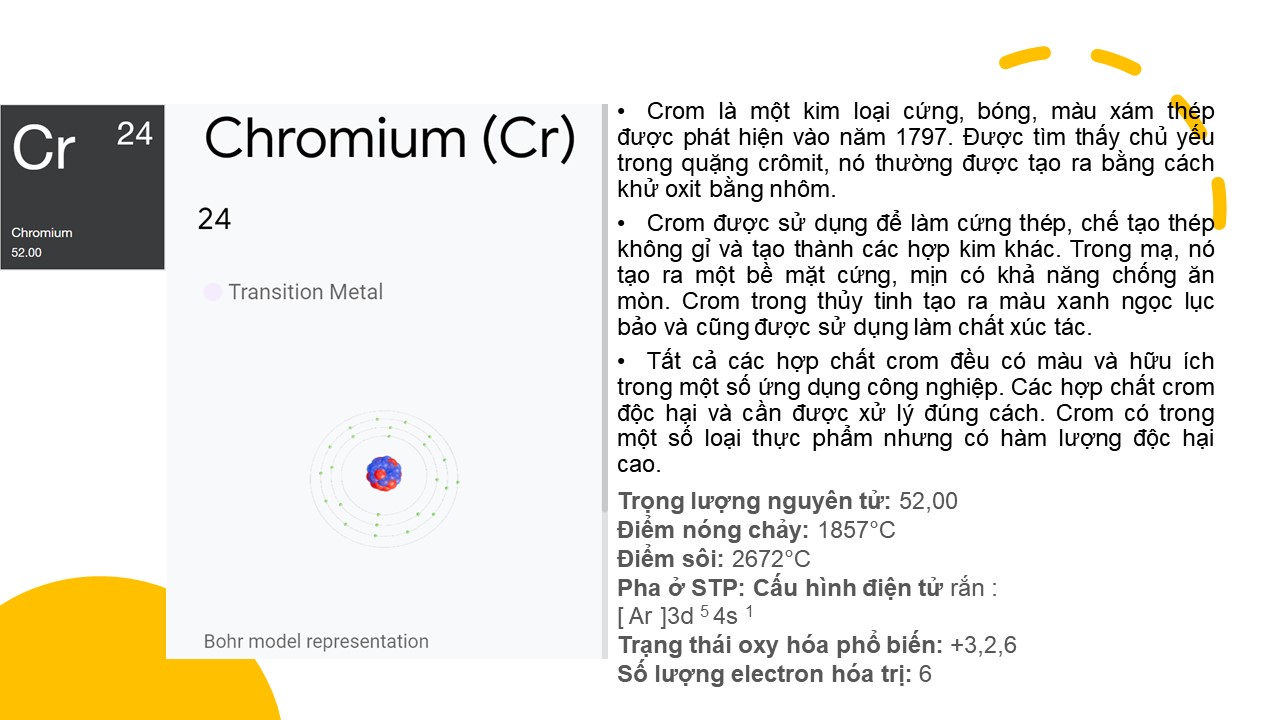 Cr 24
Chromium
52.00
Chromium (Cr)
24
Transition Metal
Bohr model representation
• Crom là một kim loại cứng, bóng, màu xám thép
được phát hiện vào năm 1797. Được tìm thấy chủ yếu
trong quặng crômit, nó thường được tạo ra bằng cách
khử oxit bằng nhôm.
• Crom được sử dụng để làm cứng thép, chế tạo thép
không gỉ và tạo thành các hợp kim khác. Trong mạ, nó
tạo ra một bề mặt cứng, mịn có khả năng chống ăn
mòn. Crom trong thủy tinh tạo ra màu xanh ngọc lục
bảo và cũng được sử dụng làm chất xúc tác.
• Tất cả các hợp chất crom đều có màu và hữu ích
trong một số ứng dụng công nghiệp. Các hợp chất crom
độc hại và cần được xử lý đúng cách. Crom có trong
một số loại thực phẩm nhưng có hàm lượng độc hại
cao.
Trọng lượng nguyên tử: 52,00
Điểm nóng chảy: 1857°C
Điểm sôi: 2672°C
Pha ở STP: Cấu hình điện tử rắn :
[ Ar ]3d ⁵ 4s ¹
Trạng thái oxy hóa phổ biến: +3,2,6
Số lượng electron hóa trị: 6